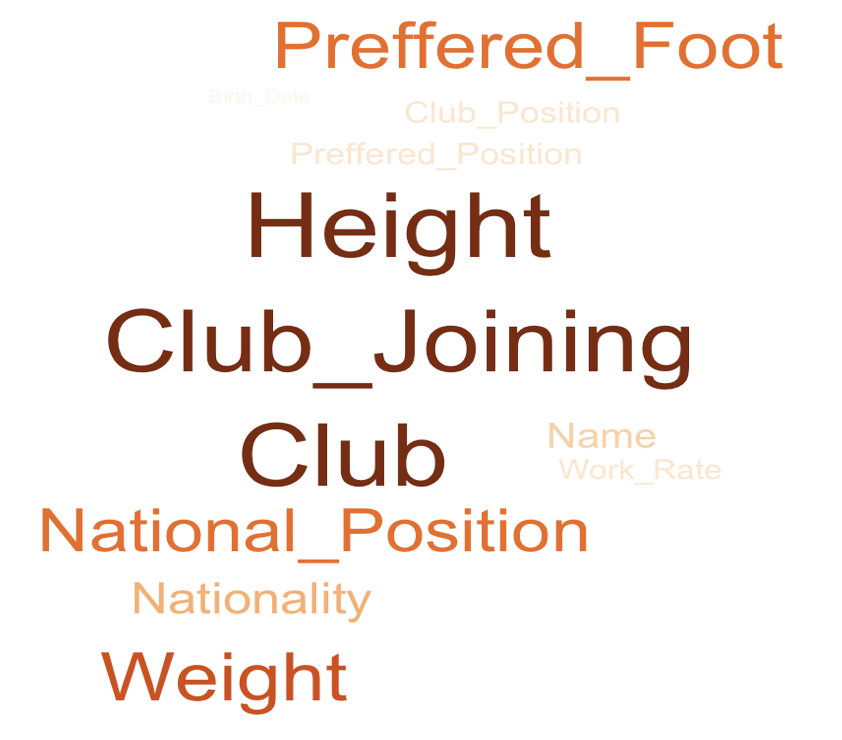 Preffered_Foot
Birth_Date
Club_Position
Preffered_Position
Height
Club_Joining
Club
Name
Work_Rate
National_Position
Nationality
Weight